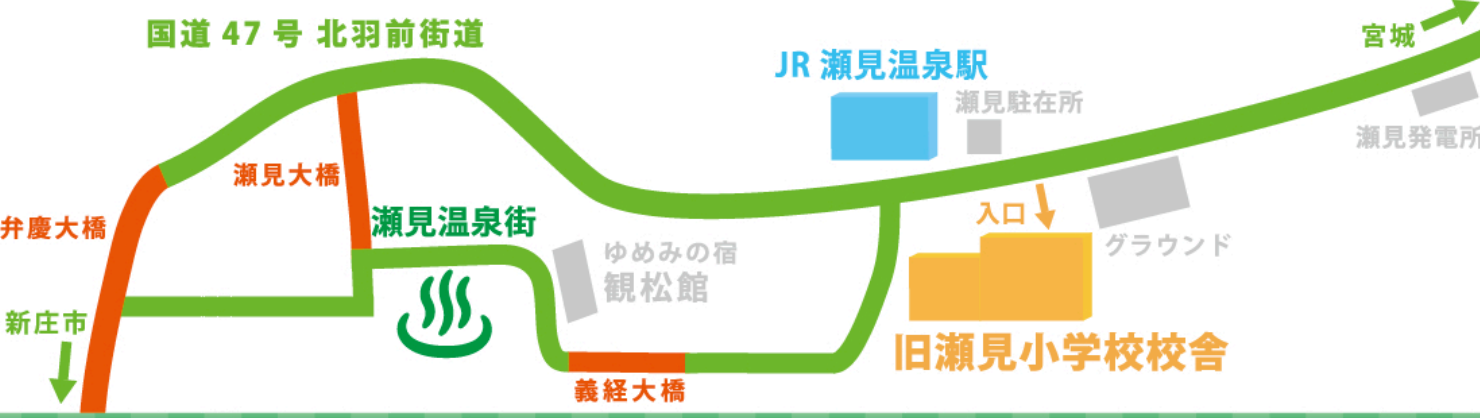 国道 47 号 北羽前街道
宮城
JR 瀬見温泉駅
瀬見駐在所
瀬見発電所
瀬見大橋
弁慶大橋
瀬見温泉街
入口
グラウンド
ゆめみの宿
観松館
新庄市
旧瀬見小学校校舎
義経大橋